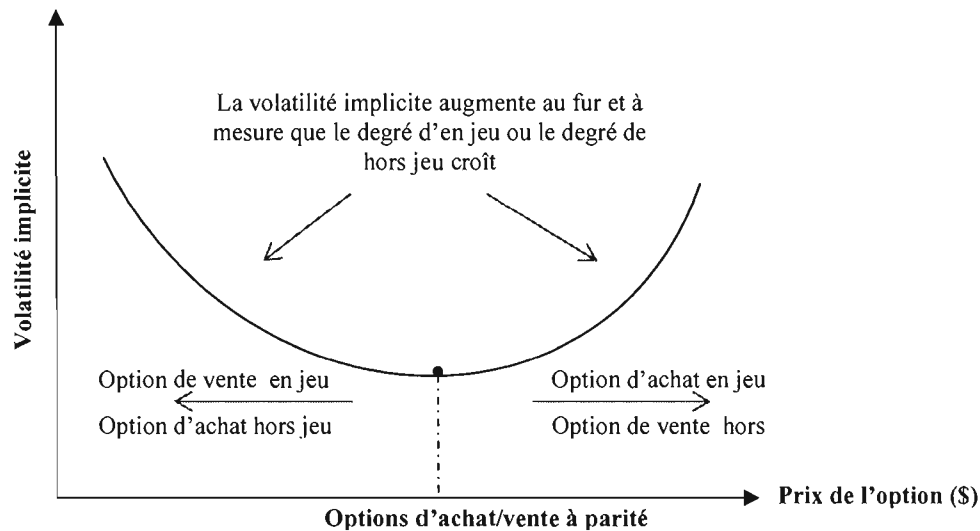 La volatilité implicite augmente au fur et à
mesure que le degré d'en jeu ou le degré de
hors jeu croît
Volatilité implicite
Option de vente en jeu
Option d'achat hors jeu
Option d'achat en jeu
Option de vente hors
Prix de l'option ($)
Options d'achat/vente à parité